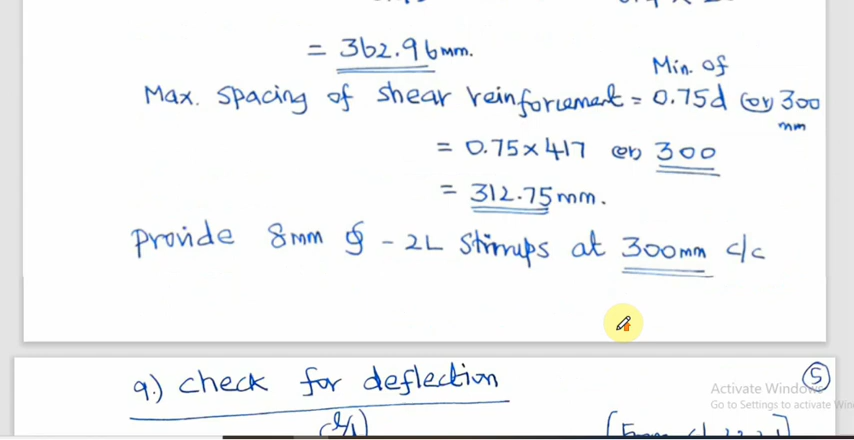 = 362.96mm.
Min. of
Max. spacing of shear reinforcement = 0.75d (or) 300
mm
= 0.75 × 417 (or) 300
= 312.75mm.
Provide 8mm ϕ - 2L Stirrups at 300mm c/c
9.) Check for deflection
5
Activate Windows
Go to Settings to activate Win